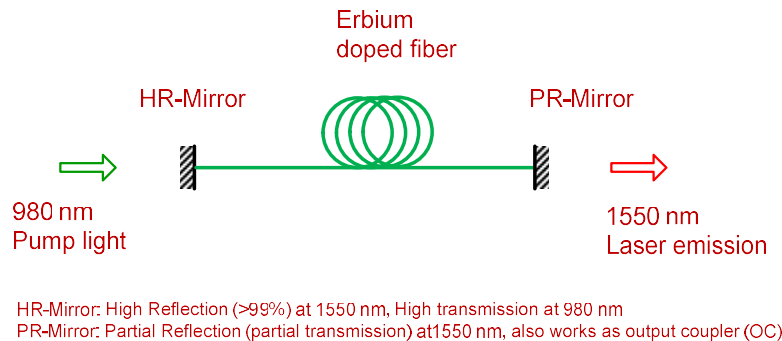 Erbium
doped fiber
HR-Mirror
PR-Mirror
980 nm
Pump light
1550 nm
Laser emission
HR-Mirror: High Reflection (>99%) at 1550 nm, High transmission at 980 nm
PR-Mirror: Partial Reflection (partial transmission) at1550 nm, also works as output coupler (OC)